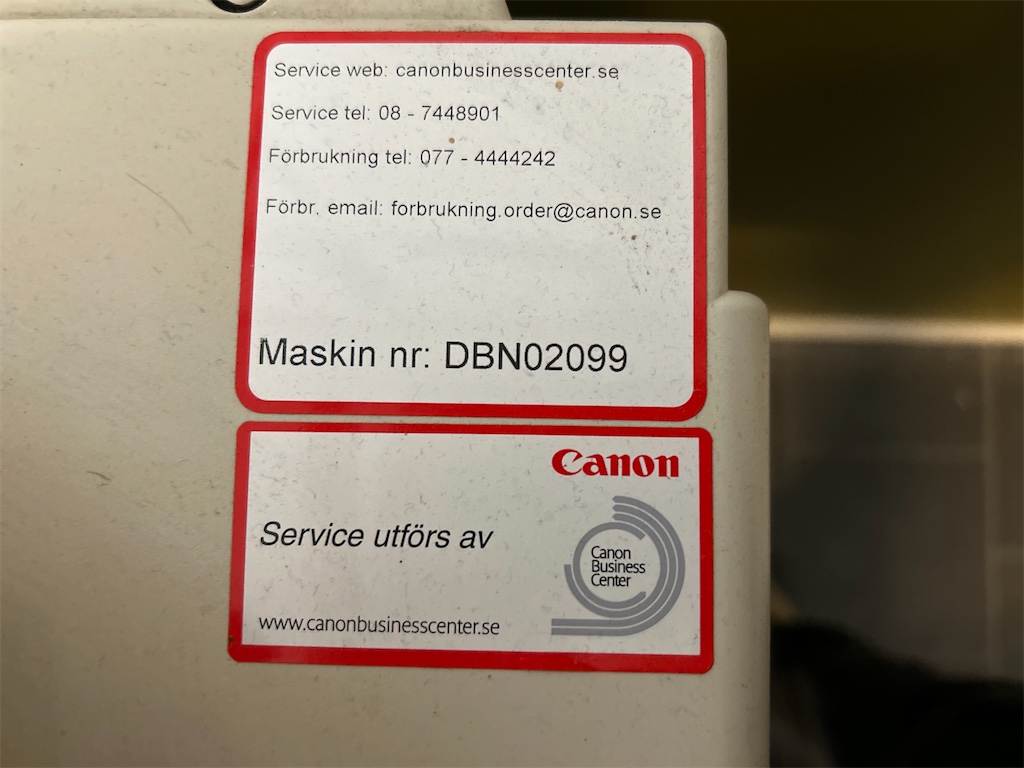 Service web: canonbusinesscenter.se
Service tel: 08 - 7448901
Förbrukning tel: 077 - 4444242
Förbr. email: forbrukning.order@canon.se
Maskin nr: DBN02099
Canon
Service utförs av
Canon
Business
Center
www.canonbusinesscenter.se